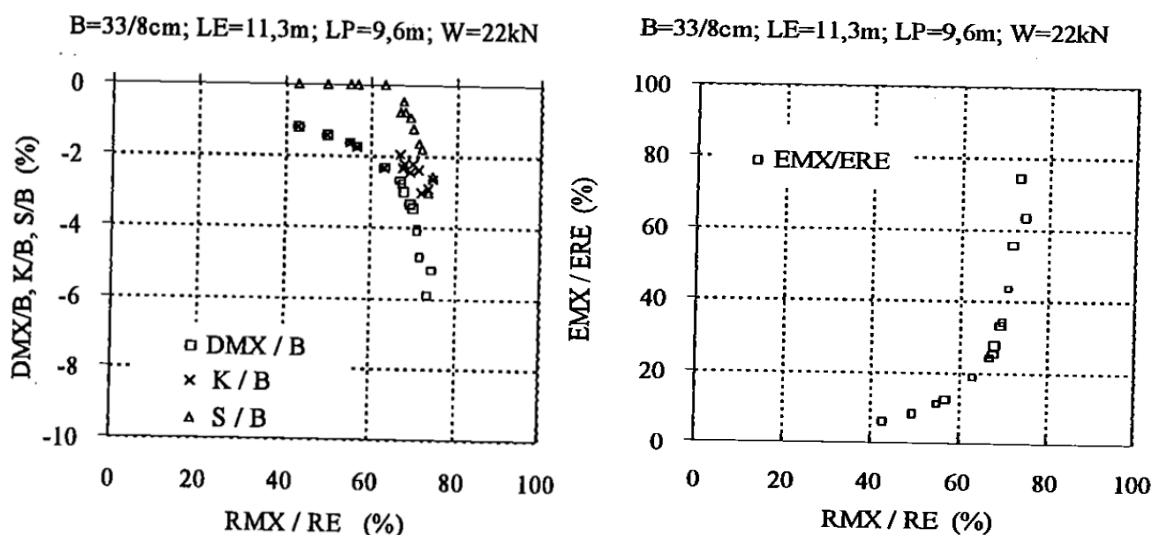 B=33/8cm; LE=11,3m; LP=9,6m; W=22kN
DMX/B, K/B, S/B (%)
0
-2
-4
-6
-8
-10
DMX / B
K / B
S / B
0 20 40 60 80 100
RMX / RE (%)
B=33/8cm; LE=11,3m; LP=9,6m; W=22kN
EMX / ERE (%)
100
80
60
40
20
0
EMX/ERE
0 20 40 60 80 100
RMX / RE (%)